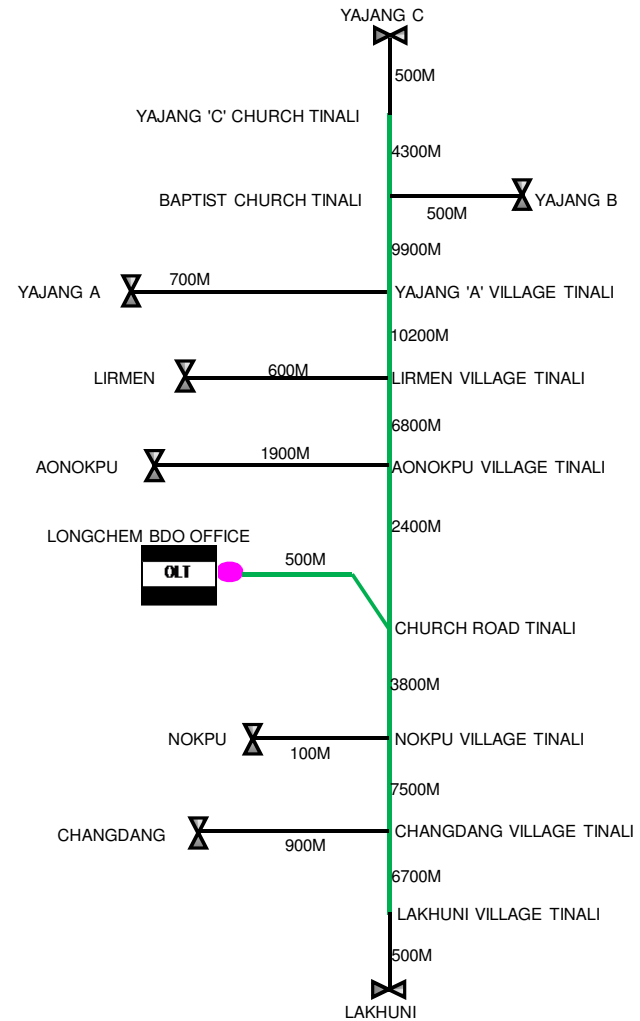 YAJANG C
500M
YAJANG 'C' CHURCH TINALI
4300M
BAPTIST CHURCH TINALI
YAJANG B
500M
9900M
700M
YAJANG A
YAJANG 'A' VILLAGE TINALI
10200M
LIRMEN
600M
LIRMEN VILLAGE TINALI
6800M
1900M
AONOKPU
AONOKPU VILLAGE TINALI
2400M
LONGCHEM BDO OFFICE
500M
OLT
CHURCH ROAD TINALI
3800M
NOKPU
NOKPU VILLAGE TINALI
100M
7500M
CHANGDANG
CHANGDANG VILLAGE TINALI
900M
6700M
LAKHUNI VILLAGE TINALI
500M
LAKHUNI